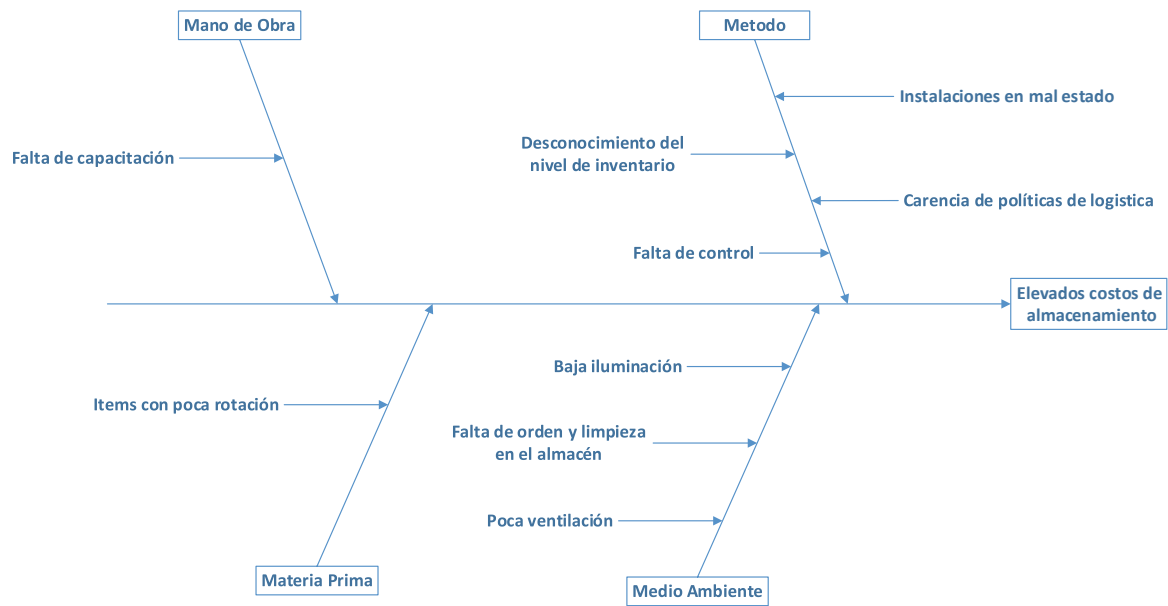 Mano de Obra
Metodo
Instalaciones en mal estado
Desconocimiento del
nivel de inventario
Falta de capacitación
Carencia de políticas de logistica
Falta de control
Elevados costos de
almacenamiento
Baja iluminación
Items con poca rotación
Falta de orden y limpieza
en el almacén
Poca ventilación
Materia Prima
Medio Ambiente